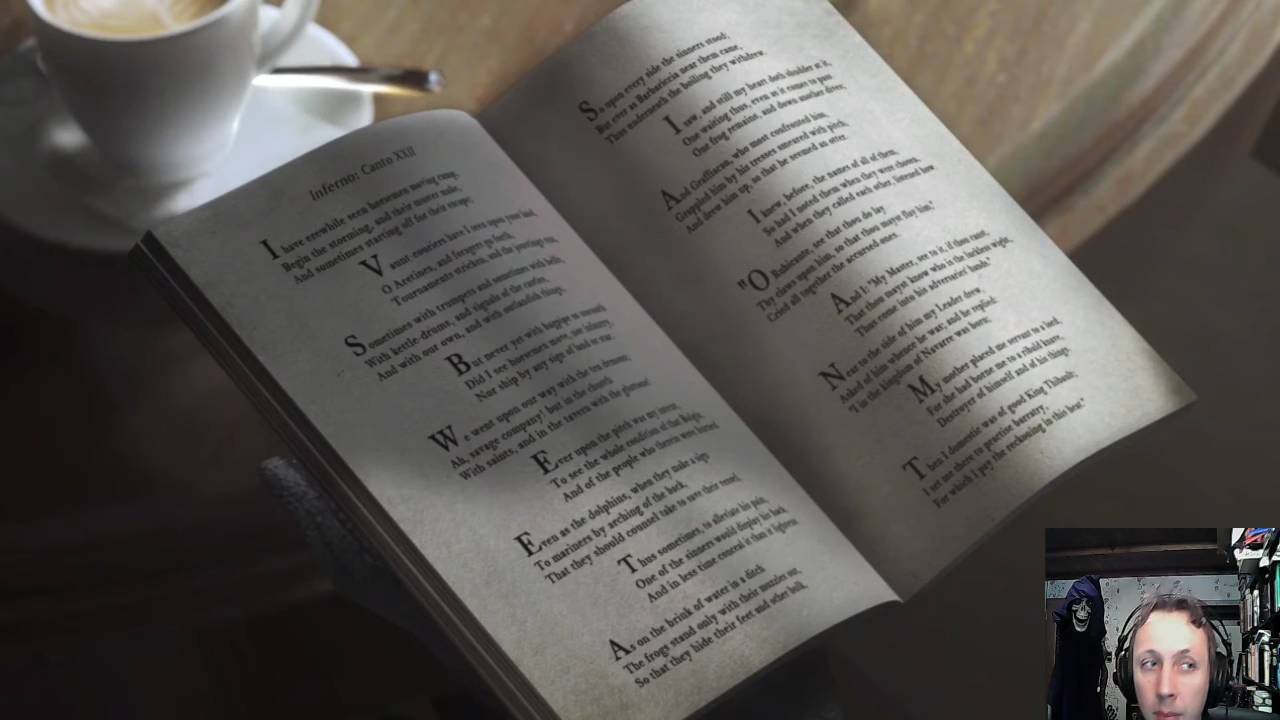 Inferno: Canto XXII
I have erewhile seen horsemen moving camp,
Begin the storming, and their muster make,
And sometimes starting off for their escape;
Vaunt-couriers have I seen upon your land,
O Aretines, and foragers go forth,
Tournaments stricken, and the joustings run,
Sometimes with trumpets and sometimes with bells,
With kettle-drums, and signals of the castles,
And with our own, and with outlandish things,
But never yet with bagpipe so uncouth
Did I see horsemen move, nor infantry,
Nor ship by any sign of land or star.
We went upon our way with the ten demons;
Ah, savage company! but in the church
With saints, and in the tavern with the gluttons!
Ever upon the pitch was my intent,
To see the whole condition of that Bolgia,
And of the people who therein were burned.
Even as the dolphins, when they make a sign
To mariners by arching of the back,
That they should counsel take to save their vessel,
Thus sometimes, to alleviate his pain,
One of the sinners would display his back,
And in less time conceal it than it lightens.
As on the brink of water in a ditch
The frogs stand only with their muzzles out,
So that they hide their feet and other bulk,
So upon every side the sinners stood;
But ever as Barbariccia near them came,
Thus underneath the boiling they withdrew.
I saw, and still my heart doth shudder at it,
One waiting thus, even as it comes to pass
One frog remains, and down another dives;
And Graffiacan, who most confronted him,
Grappled him by his tresses smeared with pitch,
And drew him up, so that he seemed an otter.
I knew, before, the names of all of them,
So had I noted them when they were chosen,
And when they called each other, listened how.
"O Rubicante, see that thou do lay
Thy claws upon him, so that thou mayst flay him,"
Cried all together the accursed ones.
And I: "My Master, see to it, if thou canst,
That thou mayst know who is the luckless wight,
Thus come into his adversaries' hands."
Near to the side of him my Leader drew,
Asked of him whence he was; and he replied:
"I in the kingdom of Navarre was born;
My mother placed me servant to a lord,
For she had borne me to a ribald knave,
Destroyer of himself and of his things.
Then I domestic was of good King Thibault;
I set me there to practise barratry,
For which I pay the reckoning in this heat."